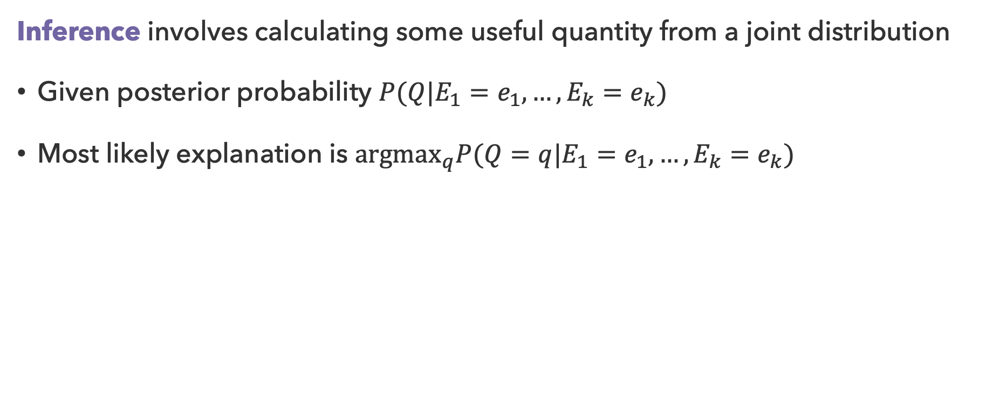 Inference involves calculating some useful quantity from a joint distribution
• Given posterior probability P(Q|E₁ = e₁, … , Eₖ = eₖ)
• Most likely explanation is argmax_q P(Q = q|E₁ = e₁, … , Eₖ = eₖ)